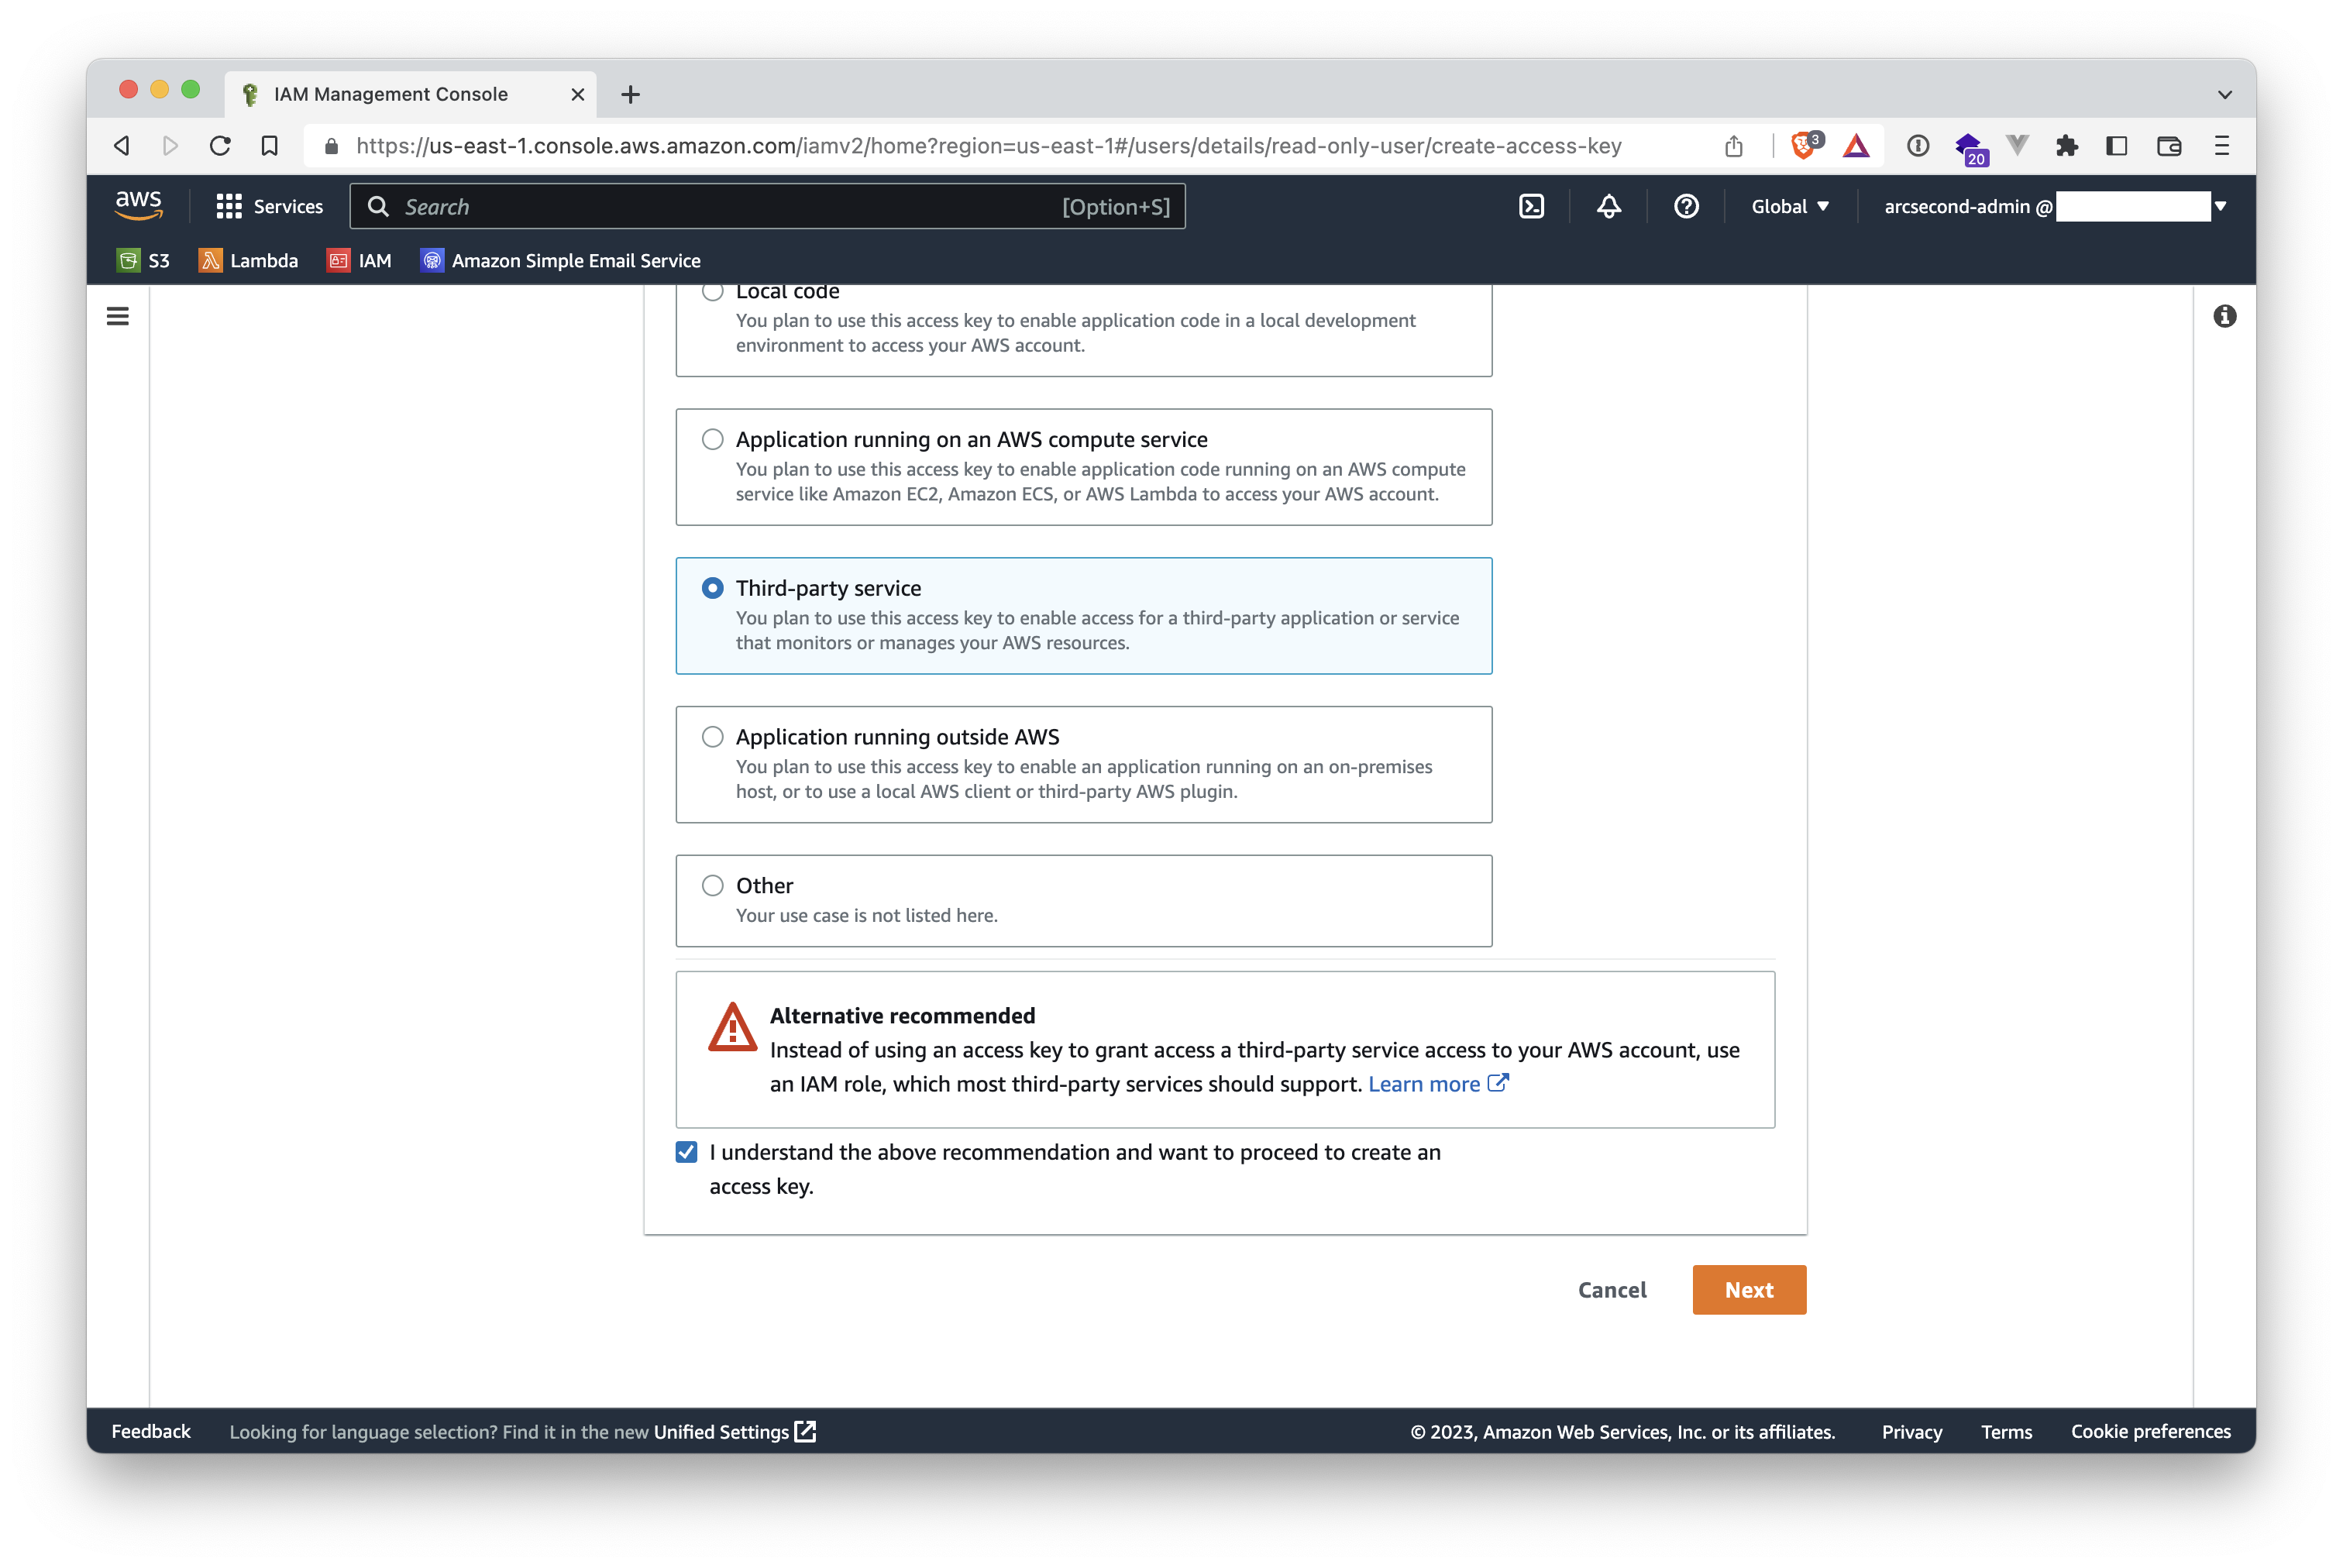 IAM Management Console
https://us-east-1.console.aws.amazon.com/iamv2/home?region=us-east-1#/users/details/read-only-user/create-access-key
3
20
aws
Services
Search
[Option+S]
Global
arcsecond-admin @
S3
Lambda
IAM
Amazon Simple Email Service
Local code
You plan to use this access key to enable application code in a local development
environment to access your AWS account.
Application running on an AWS compute service
You plan to use this access key to enable application code running on an AWS compute
service like Amazon EC2, Amazon ECS, or AWS Lambda to access your AWS account.
Third-party service
You plan to use this access key to enable access for a third-party application or service
that monitors or manages your AWS resources.
Application running outside AWS
You plan to use this access key to enable an application running on an on-premises
host, or to use a local AWS client or third-party AWS plugin.
Other
Your use case is not listed here.
Alternative recommended
Instead of using an access key to grant access a third-party service access to your AWS account, use
an IAM role, which most third-party services should support. Learn more
I understand the above recommendation and want to proceed to create an
access key.
Cancel
Next
Feedback
Looking for language selection? Find it in the new Unified Settings
© 2023, Amazon Web Services, Inc. or its affiliates.
Privacy
Terms
Cookie preferences